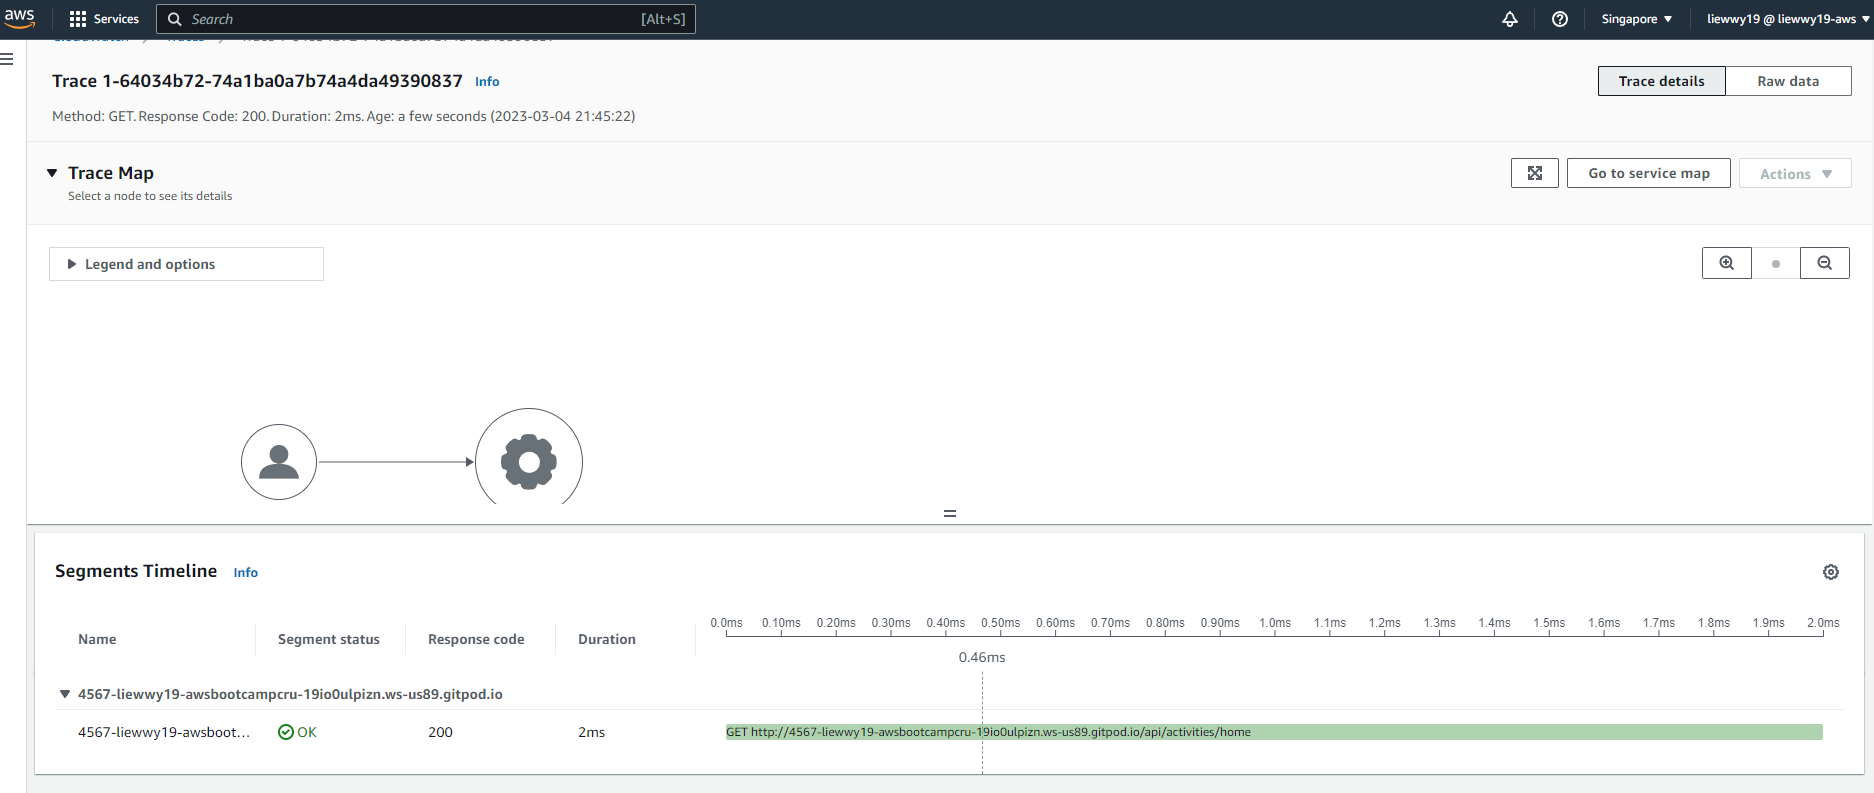 aws Services Search [Alt+S] Singapore liewwy19 @ liewwy19-aws
Trace 1-64034b72-74a1ba0a7b74a4da49390837 Info Trace details Raw data
Method: GET. Response Code: 200. Duration: 2ms. Age: a few seconds (2023-03-04 21:45:22)
Trace Map Go to service map Actions
Select a node to see its details
Legend and options
Segments Timeline Info
0.0ms 0.10ms 0.20ms 0.30ms 0.40ms 0.50ms 0.60ms 0.70ms 0.80ms 0.90ms 1.0ms 1.1ms 1.2ms 1.3ms 1.4ms 1.5ms 1.6ms 1.7ms 1.8ms 1.9ms 2.0ms
Name Segment status Response code Duration
0.46ms
4567-liewwy19-awsbootcampcru-19io0ulpizn.ws-us89.gitpod.io
4567-liewwy19-awsboot... OK 200 2ms GET http://4567-liewwy19-awsbootcampcru-19io0ulpizn.ws-us89.gitpod.io/api/activities/home